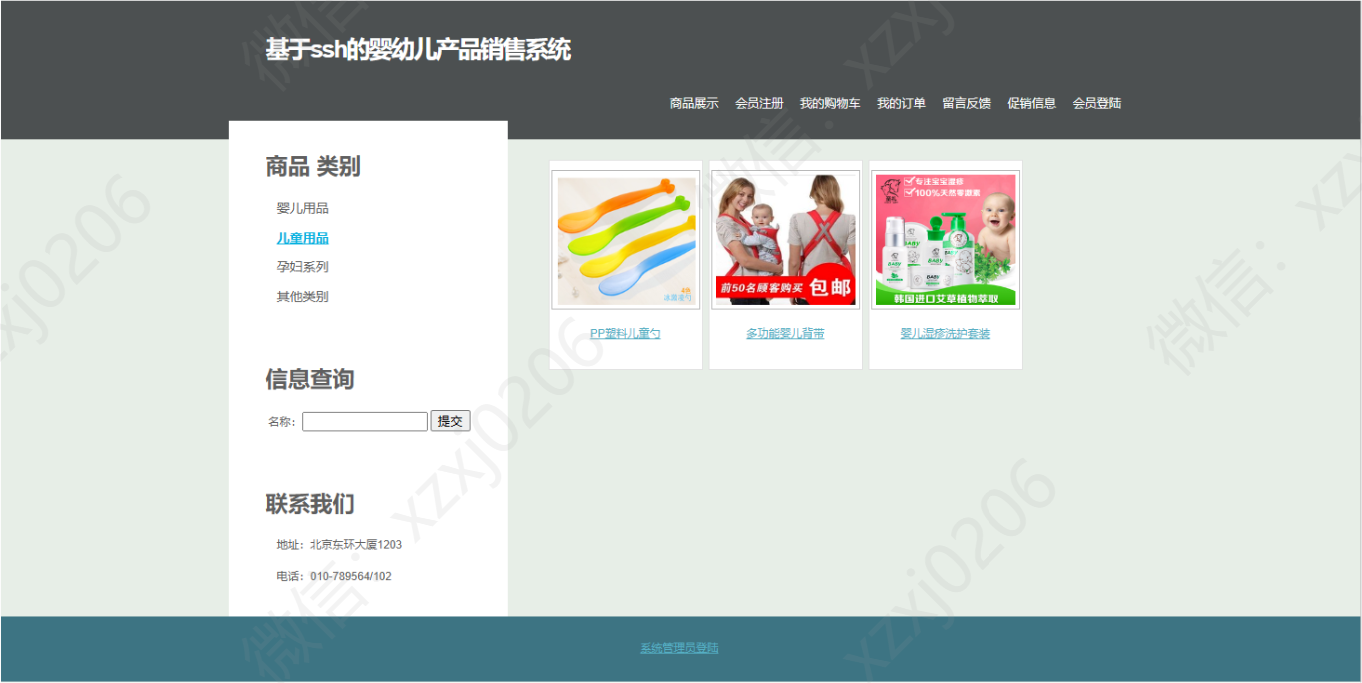 基于ssh的婴幼儿产品销售系统
商品展示 会员注册 我的购物车 我的订单 留言反馈 促销信息 会员登陆
商品 类别
婴儿用品
儿童用品
孕妇系列
其他类别
信息查询
名称： 提交
联系我们
地址：北京东环大厦1203
电话：010-789564/102
4色
冰露湿勺
PP塑料儿童勺
前50名顾客购买 包邮
多功能婴儿背带
专注宝宝湿疹
100%天然零激素
BABY
BABY
BABY
BABY
韩国进口艾草植物萃取
婴儿湿疹洗护套装
系统管理员登陆
微信：xzxj0206
微信：xzxj0206
微信：xzxj0206